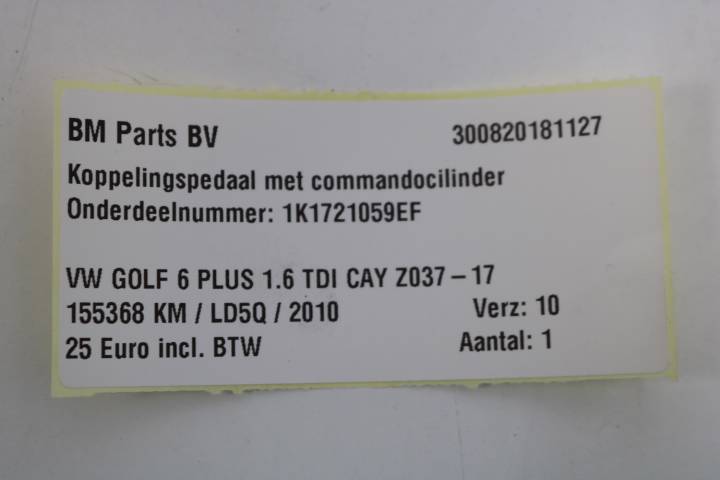 BM Parts BV 300820181127
Koppelingspedaal met commandocilinder
Onderdeelnummer: 1K1721059EF
VW GOLF 6 PLUS 1.6 TDI CAY Z037 – 17
155368 KM / LD5Q / 2010 Verz: 10
25 Euro incl. BTW Aantal: 1